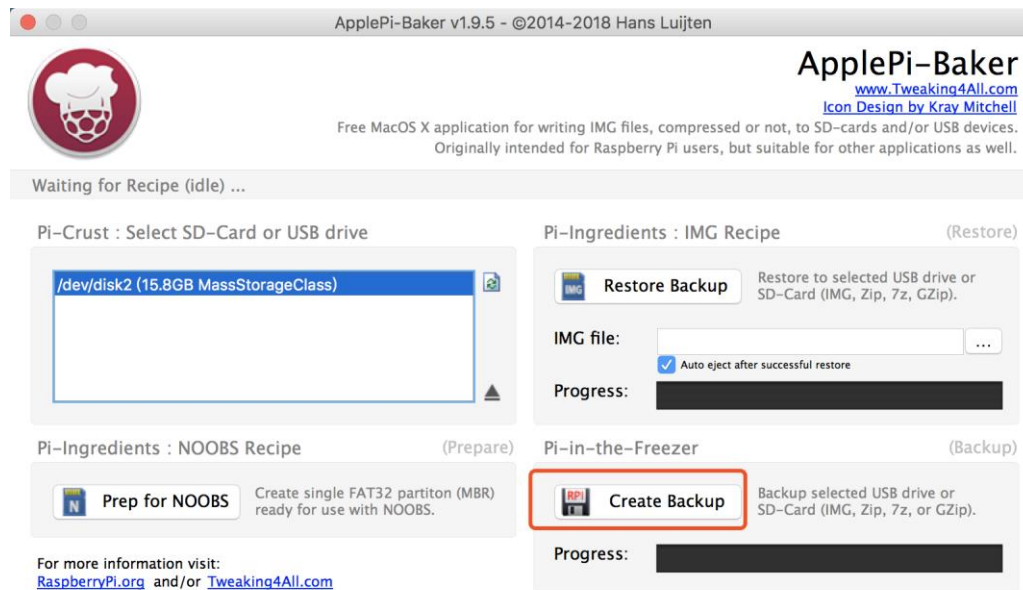 ApplePi-Baker v1.9.5 - ©2014-2018 Hans Luijten
ApplePi-Baker
www.Tweaking4All.com
Icon Design by Kray Mitchell
Free MacOS X application for writing IMG files, compressed or not, to SD-cards and/or USB devices.
Originally intended for Raspberry Pi users, but suitable for other applications as well.
Waiting for Recipe (idle) ...
Pi-Crust : Select SD-Card or USB drive
/dev/disk2 (15.8GB MassStorageClass)
Pi-Ingredients : IMG Recipe (Restore)
IMG
Restore Backup
Restore to selected USB drive or
SD-Card (IMG, Zip, 7z, GZip).
IMG file:
...
Auto eject after successful restore
Progress:
Pi-Ingredients : NOOBS Recipe (Prepare)
N
Prep for NOOBS
Create single FAT32 partiton (MBR)
ready for use with NOOBS.
For more information visit:
RaspberryPi.org and/or Tweaking4All.com
Pi-in-the-Freezer (Backup)
RPI
Create Backup
Backup selected USB drive or
SD-Card (IMG, Zip, 7z, or GZip).
Progress: